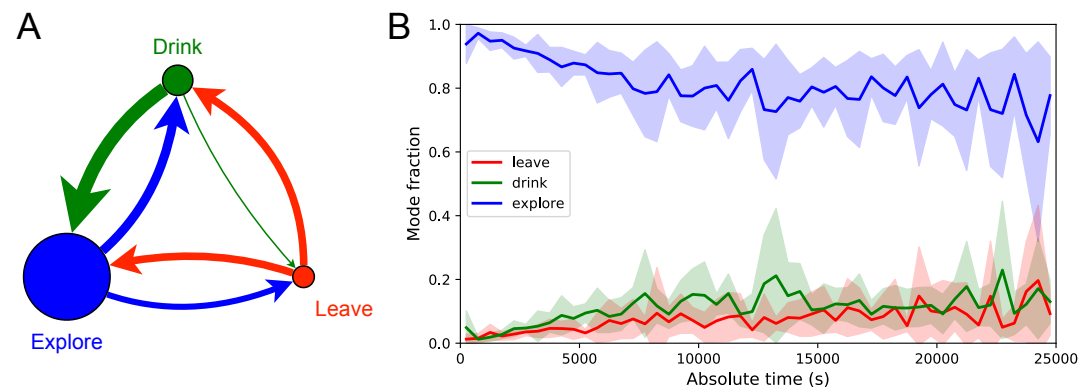 A
Drink
Explore
Leave
B
Mode fraction
1.0
0.8
0.6
0.4
0.2
0.0
leave
drink
explore
0
5000
10000
15000
20000
25000
Absolute time (s)